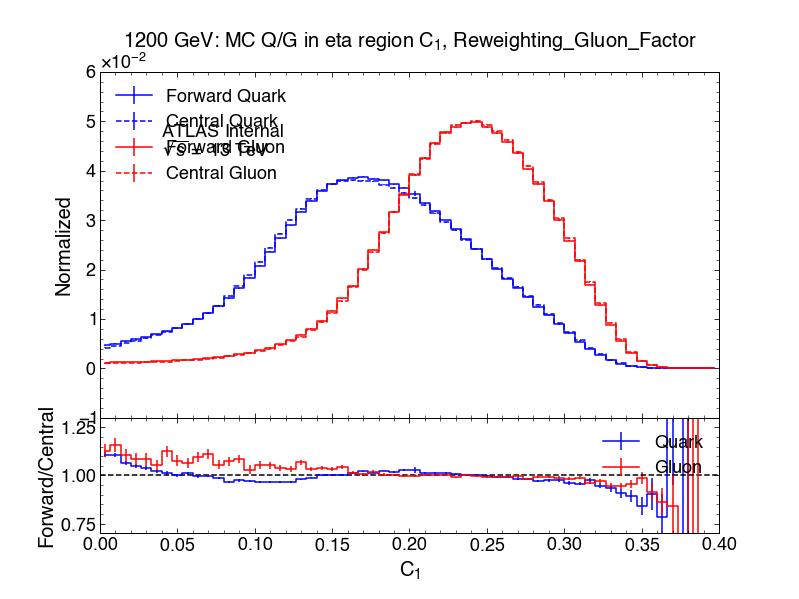 1200 GeV: MC Q/G in eta region C₁, Reweighting_Gluon_Factor
×10⁻²
6
5
4
3
2
1
0
−1
Normalized
Forward Quark
Central Quark
ATLAS Internal
Forward Gluon
√s = 13 TeV
Central Gluon
1.25
1.00
0.75
Forward/Central
Quark
Gluon
0.00 0.05 0.10 0.15 0.20 0.25 0.30 0.35 0.40
C₁